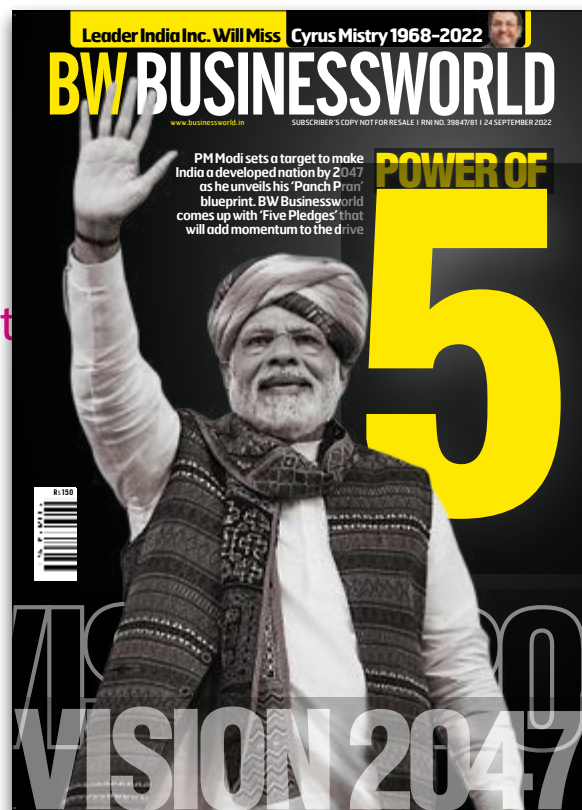 Leader India Inc. Will Miss Cyrus Mistry 1968-2022
BW BUSINESSWORLD
www.businessworld.in SUBSCRIBER'S COPY NOT FOR RESALE I RNI NO. 39847/81 I 24 SEPTEMBER 2022
PM Modi sets a target to make
India a developed nation by 2047
as he unveils his ‘Panch Pran’
blueprint. BW Businessworld
comes up with ‘Five Pledges’ that
will add momentum to the drive
POWER OF
5
t
RS 150
VISION 2047